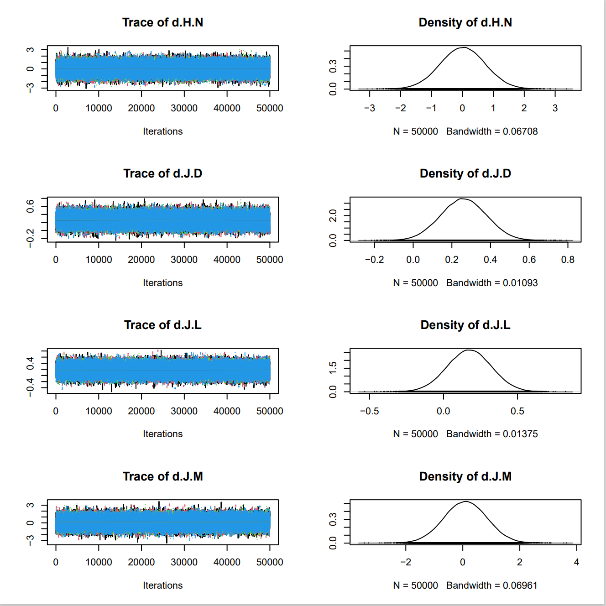 Trace of d.H.N
Density of d.H.N
3
0
−3
0 10000 20000 30000 40000 50000
Iterations
0.3
0.0
−3 −2 −1 0 1 2 3
N = 50000 Bandwidth = 0.06708
Trace of d.J.D
Density of d.J.D
0.6
−0.2
0 10000 20000 30000 40000 50000
Iterations
2.0
0.0
−0.2 0.0 0.2 0.4 0.6 0.8
N = 50000 Bandwidth = 0.01093
Trace of d.J.L
Density of d.J.L
0.4
−0.4
0 10000 20000 30000 40000 50000
Iterations
1.5
0.0
−0.5 0.0 0.5
N = 50000 Bandwidth = 0.01375
Trace of d.J.M
Density of d.J.M
3
0
−3
0 10000 20000 30000 40000 50000
Iterations
0.3
0.0
−2 0 2 4
N = 50000 Bandwidth = 0.06961